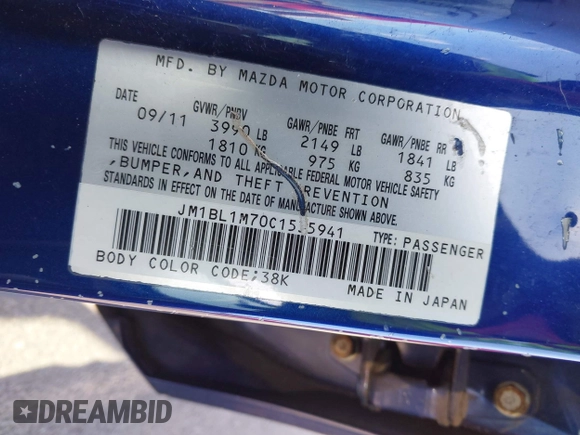 MFD. BY MAZDA MOTOR CORPORATION
DATE GVWR/PNBV GAWR/PNBE FRT GAWR/PNBE RR
09/11 LB 2149 LB 1841 LB
1810 975 KG 835 KG
THIS VEHICLE CONFORMS TO ALL APPLICABLE FEDERAL MOTOR VEHICLE SAFETY
,BUMPER,AND THEFT PREVENTION
STANDARDS IN EFFECT ON THE DATE OF MANUFACTURE SHOWN ABOVE.
TYPE: PASSENGER
BODY COLOR CODE:38K
MADE IN JAPAN
DREAMBID